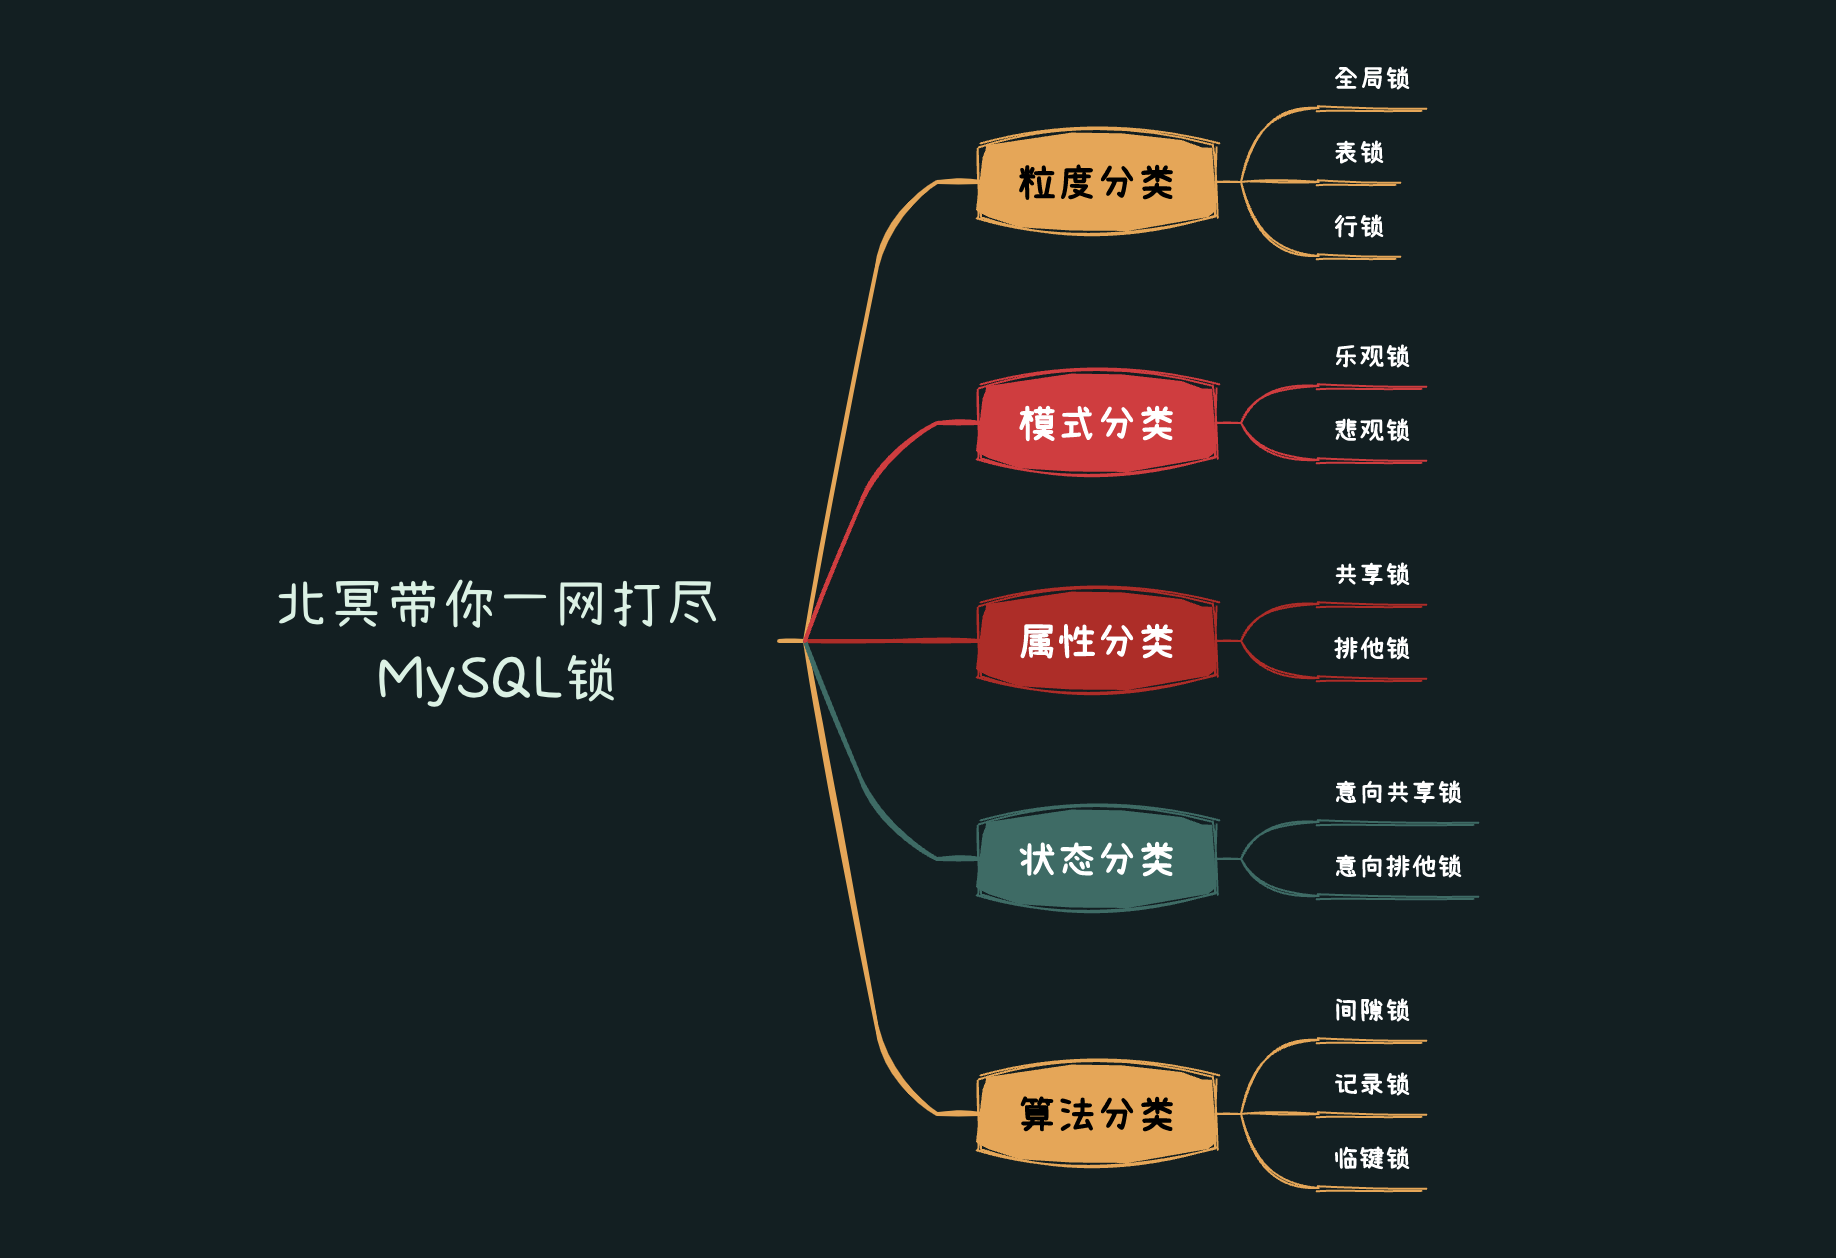 北冥带你一网打尽
MySQL锁
粒度分类
全局锁
表锁
行锁
模式分类
乐观锁
悲观锁
属性分类
共享锁
排他锁
状态分类
意向共享锁
意向排他锁
算法分类
间隙锁
记录锁
临键锁